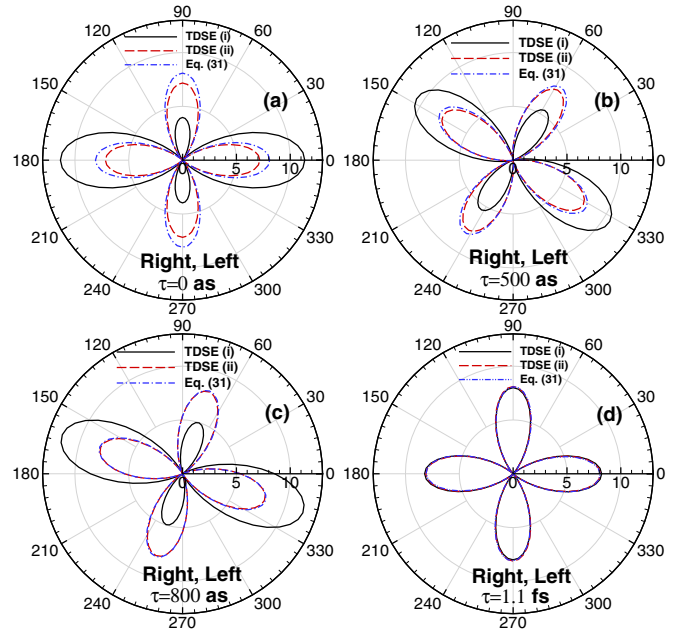 90
120 60
TDSE (i)
TDSE (ii)
Eq. (31)
150 30
(a)
180 0 5 10 0
210 330
Right, Left
τ=0 as
240 300
270
90
120 60
TDSE (i)
TDSE (ii)
Eq. (31)
150 30
(b)
180 0 5 10 0
210 330
Right, Left
τ=500 as
240 300
270
90
120 60
TDSE (i)
TDSE (ii)
Eq. (31)
150 30
(c)
180 0 5 10 0
210 330
Right, Left
τ=800 as
240 300
270
90
120 60
TDSE (i)
TDSE (ii)
Eq. (31)
150 30
(d)
180 0 5 10 0
210 330
Right, Left
τ=1.1 fs
240 300
270